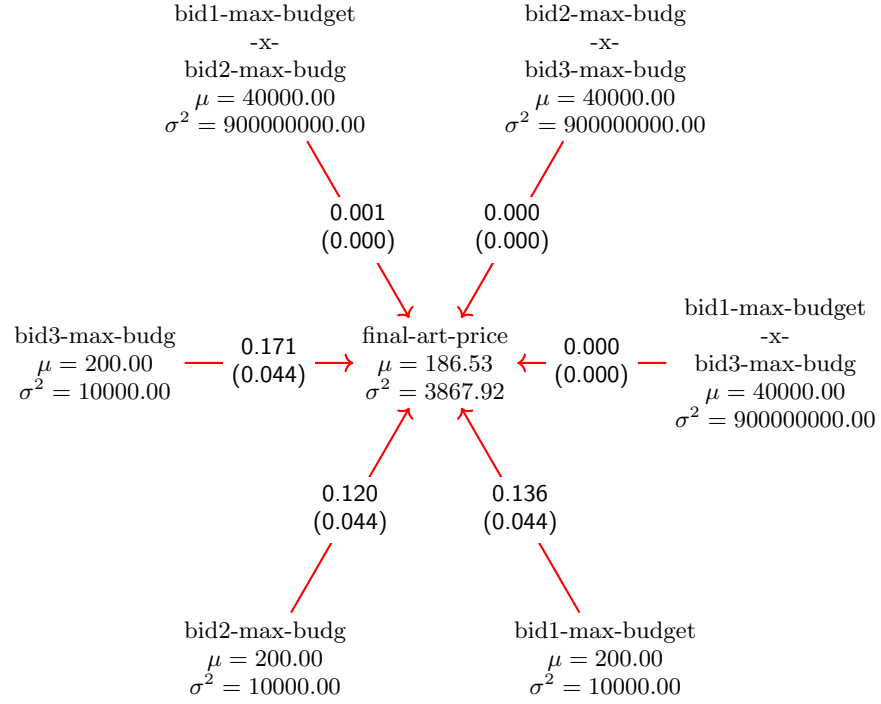 bid1-max-budget
-x-
bid2-max-budg
μ = 40000.00
σ² = 900000000.00
bid2-max-budg
-x-
bid3-max-budg
μ = 40000.00
σ² = 900000000.00
0.001
(0.000)
0.000
(0.000)
bid3-max-budg
μ = 200.00
σ² = 10000.00
0.171
(0.044)
final-art-price
μ = 186.53
σ² = 3867.92
0.000
(0.000)
bid1-max-budget
-x-
bid3-max-budg
μ = 40000.00
σ² = 900000000.00
0.120
(0.044)
0.136
(0.044)
bid2-max-budg
μ = 200.00
σ² = 10000.00
bid1-max-budget
μ = 200.00
σ² = 10000.00